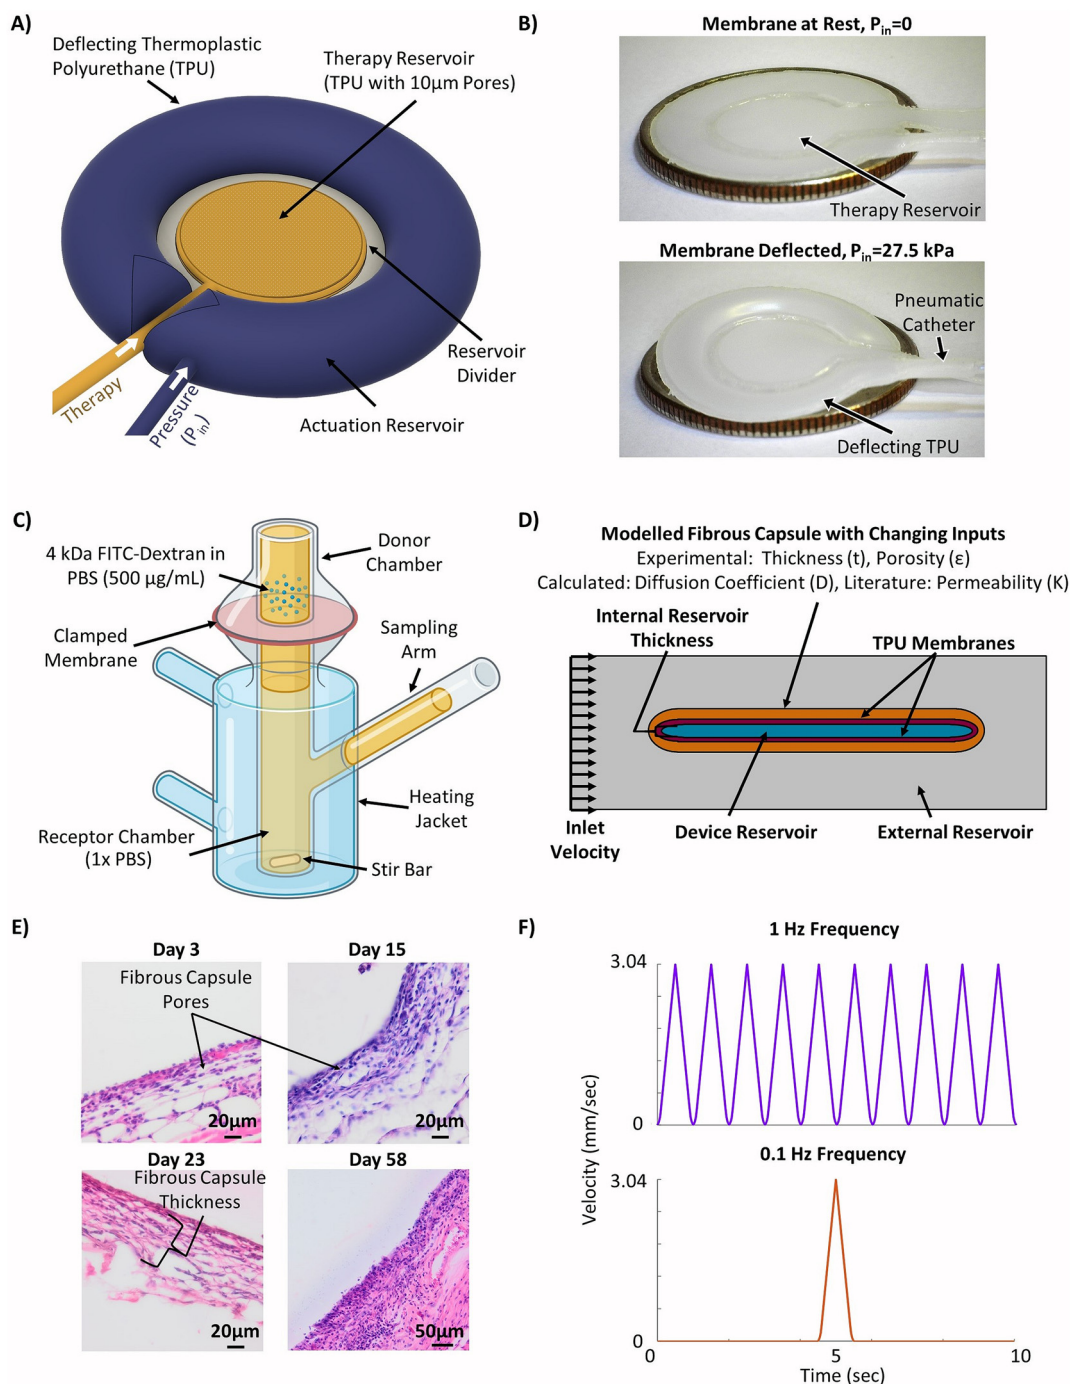 A)
Deflecting Thermoplastic
Polyurethane (TPU)
Therapy Reservoir
(TPU with 10µm Pores)
Reservoir
Divider
Actuation Reservoir
Therapy
Pressure
(Pin)
B)
Membrane at Rest, Pin=0
Therapy Reservoir
Membrane Deflected, Pin=27.5 kPa
Pneumatic
Catheter
Deflecting TPU
C)
4 kDa FITC-Dextran in
PBS (500 µg/mL)
Donor
Chamber
Clamped
Membrane
Sampling
Arm
Heating
Jacket
Receptor Chamber
(1x PBS)
Stir Bar
D)
Modelled Fibrous Capsule with Changing Inputs
Experimental: Thickness (t), Porosity (ε)
Calculated: Diffusion Coefficient (D), Literature: Permeability (K)
Internal Reservoir
Thickness
TPU Membranes
Inlet
Velocity
Device Reservoir
External Reservoir
E)
Day 3
Day 15
Fibrous Capsule
Pores
20µm
20µm
Day 23
Day 58
Fibrous Capsule
Thickness
20µm
50µm
F)
1 Hz Frequency
3.04
0
0.1 Hz Frequency
3.04
0
Velocity (mm/sec)
0
5
10
Time (sec)